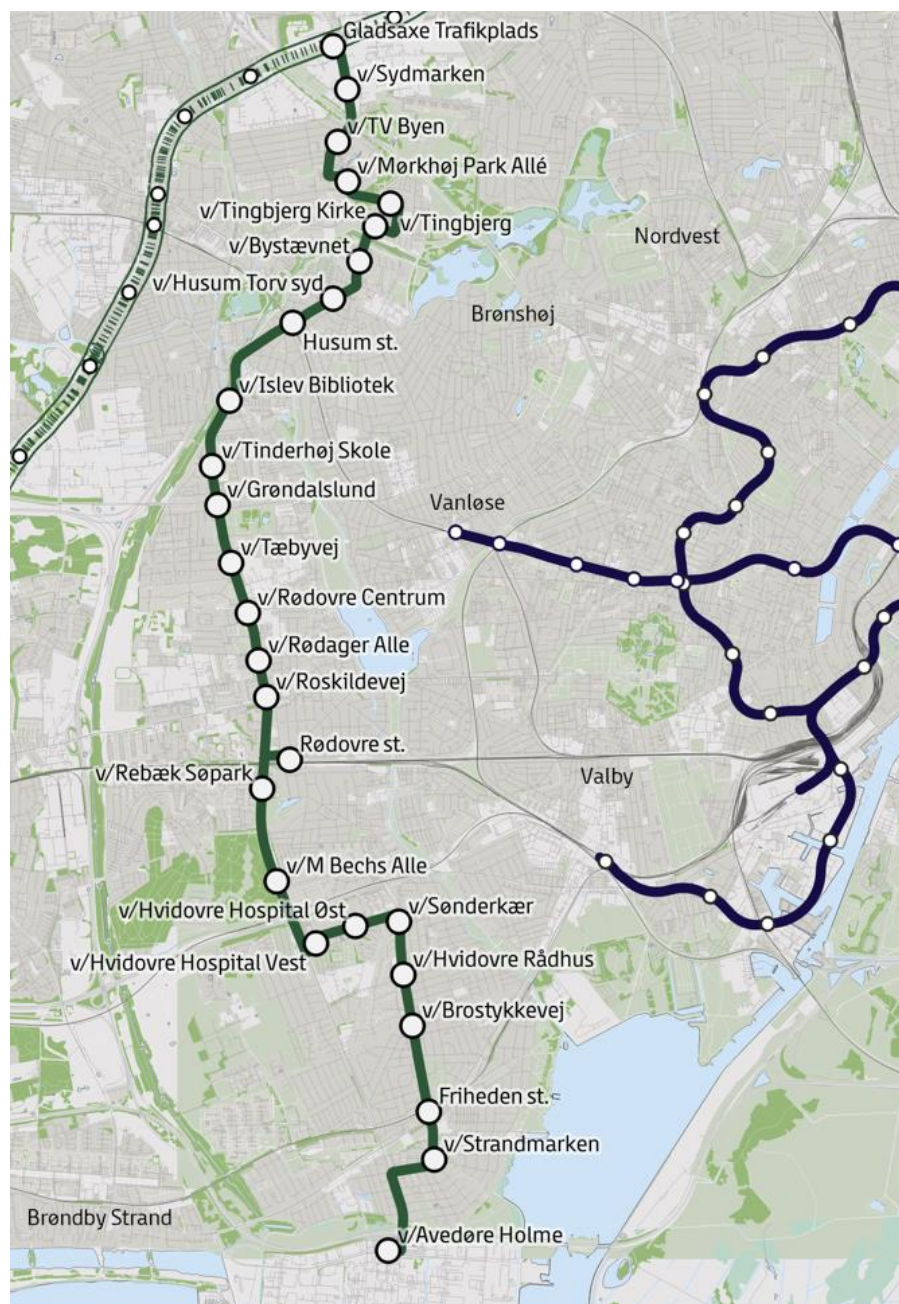 Gladsaxe Trafikplads
v/Sydmarken
v/TV Byen
v/Mørkhøj Park Allé
v/Tingbjerg Kirke
v/Tingbjerg
Nordvest
v/Bystævnet
v/Husum Torv syd
Brønshøj
Husum st.
v/Islev Bibliotek
v/Tinderhøj Skole
v/Grøndalslund
Vanløse
v/Tæbyvej
v/Rødovre Centrum
v/Rødager Alle
v/Roskildevej
Rødovre st.
v/Rebæk Søpark
Valby
v/M Bechs Alle
v/Hvidovre Hospital Øst
v/Sønderkær
v/Hvidovre Hospital Vest
v/Hvidovre Rådhus
v/Brostykkevej
Friheden st.
v/Strandmarken
Brøndby Strand
v/Avedøre Holme